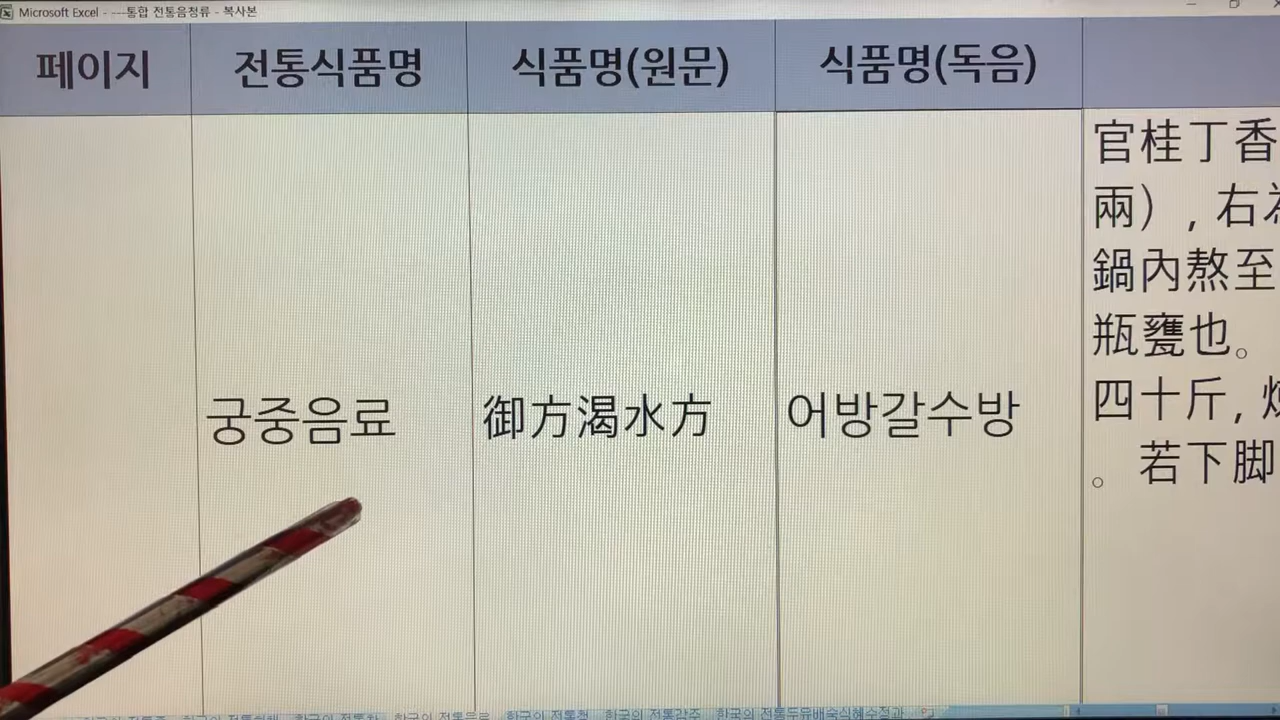 Microsoft Excel - ---통합 전통음청류 - 복사본
페이지 전통식품명 식품명(원문) 식품명(독음)
궁중음료 御方渴水方 어방갈수방
官桂丁香
兩）, 右
鍋內熬至
瓶甕也。
四十斤,
。若下脚